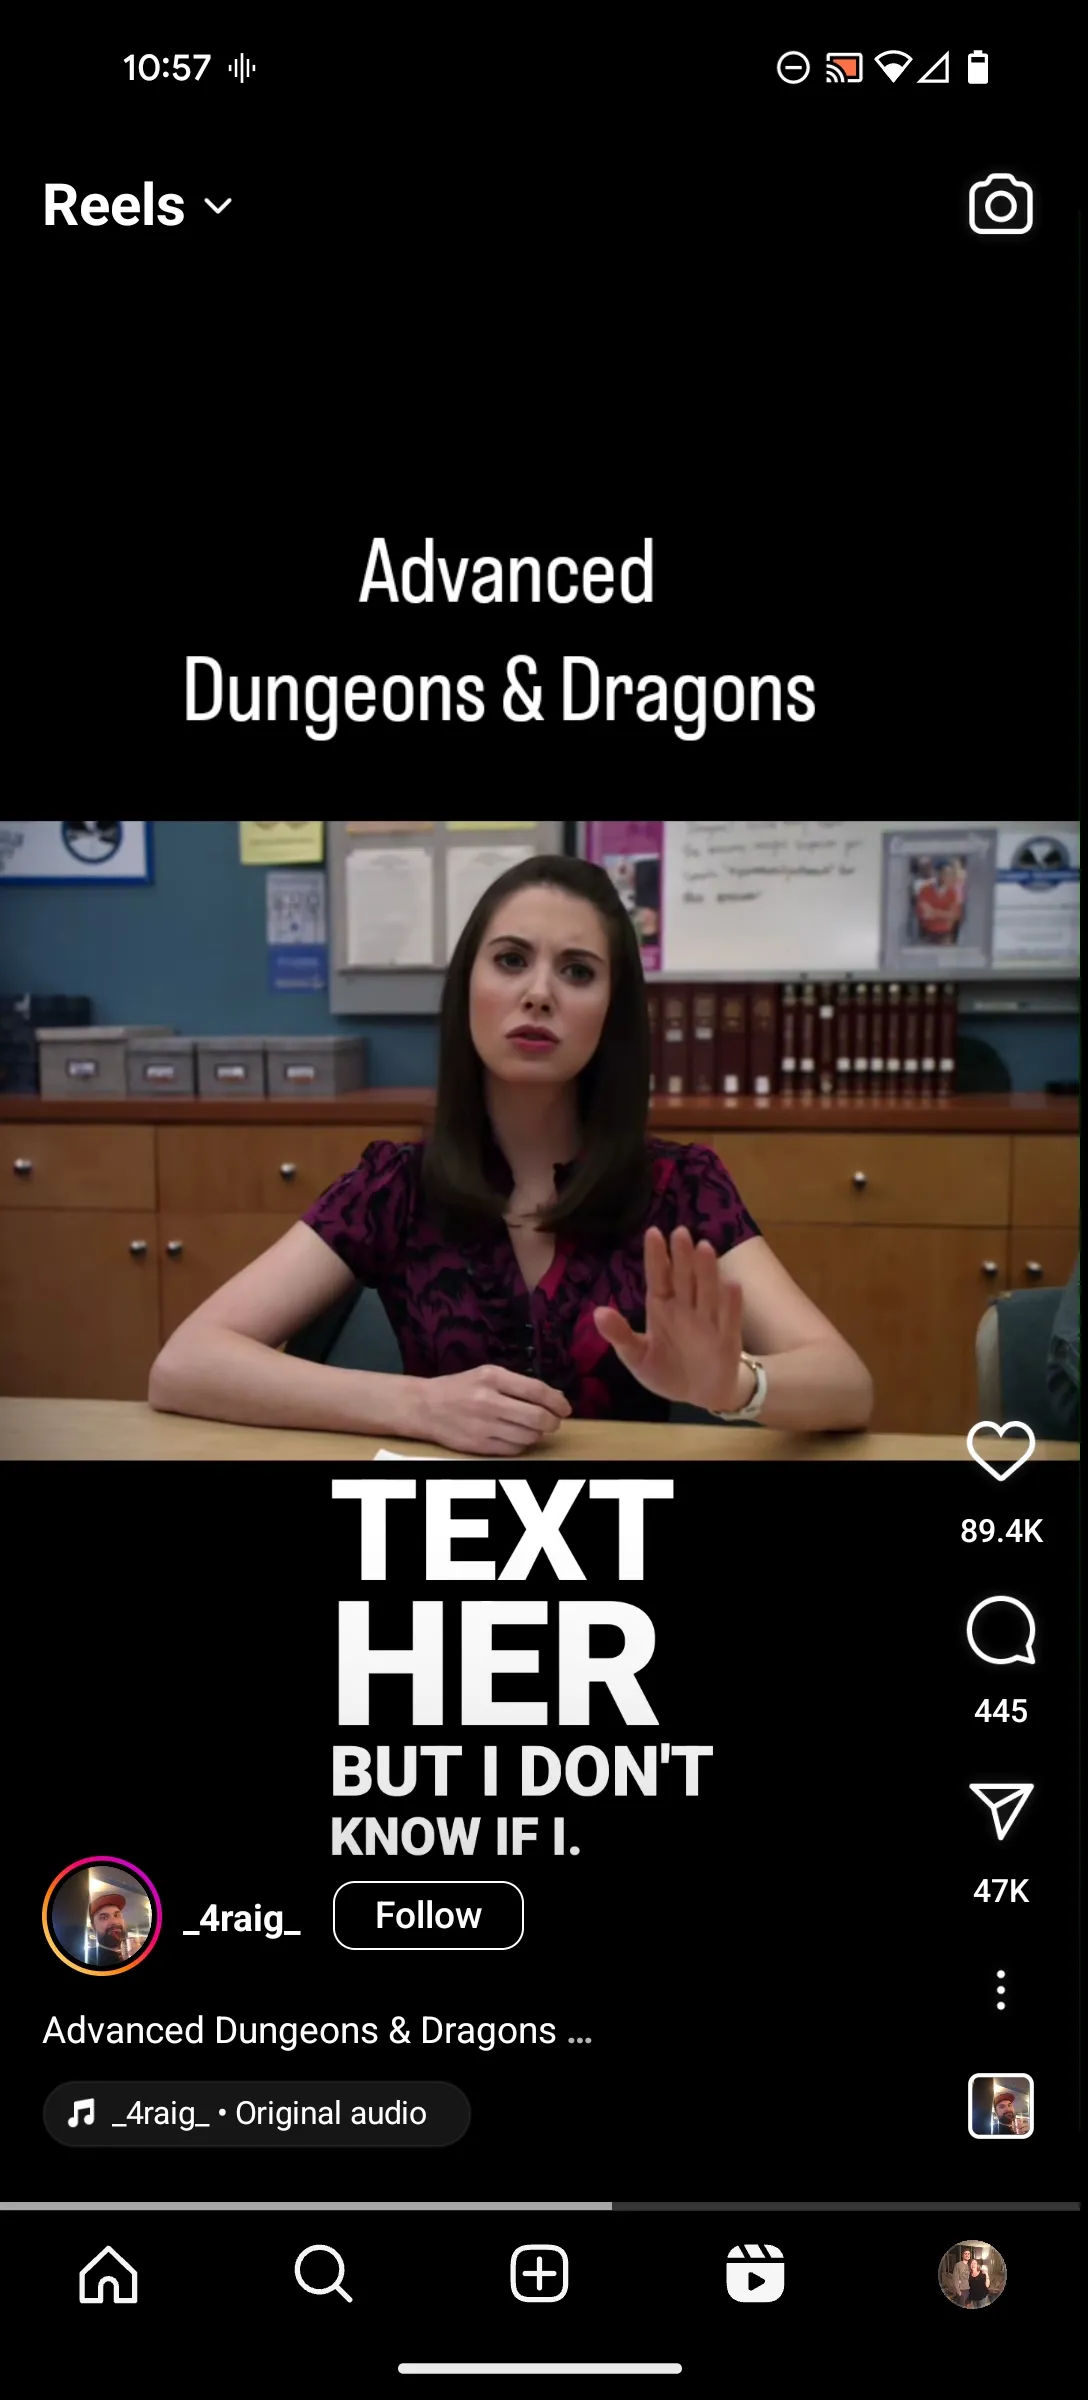 10:57
Reels
Advanced
Dungeons & Dragons
Community
TEXT
HER
BUT I DON'T
KNOW IF I.
89.4K
445
47K
_4raig_
Follow
Advanced Dungeons & Dragons ...
_4raig_ • Original audio